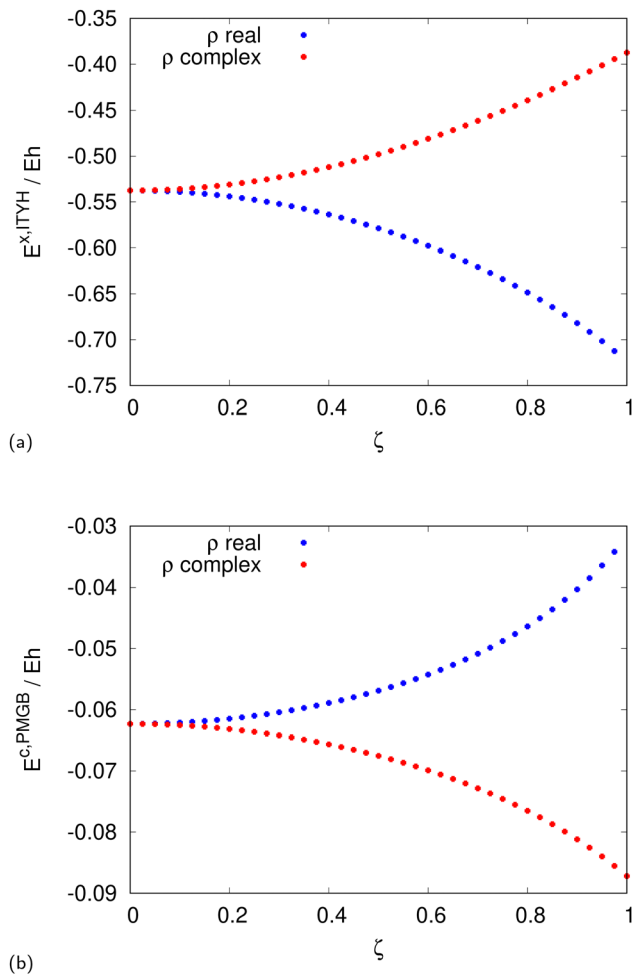 -0.35
ρ real
ρ complex
-0.40
-0.45
-0.50
-0.55
-0.60
-0.65
-0.70
-0.75
E^x,ITYH / Eh
0 0.2 0.4 0.6 0.8 1
ζ
(a)
-0.03
ρ real
ρ complex
-0.04
-0.05
-0.06
-0.07
-0.08
-0.09
E^c,PMGB / Eh
0 0.2 0.4 0.6 0.8 1
ζ
(b)